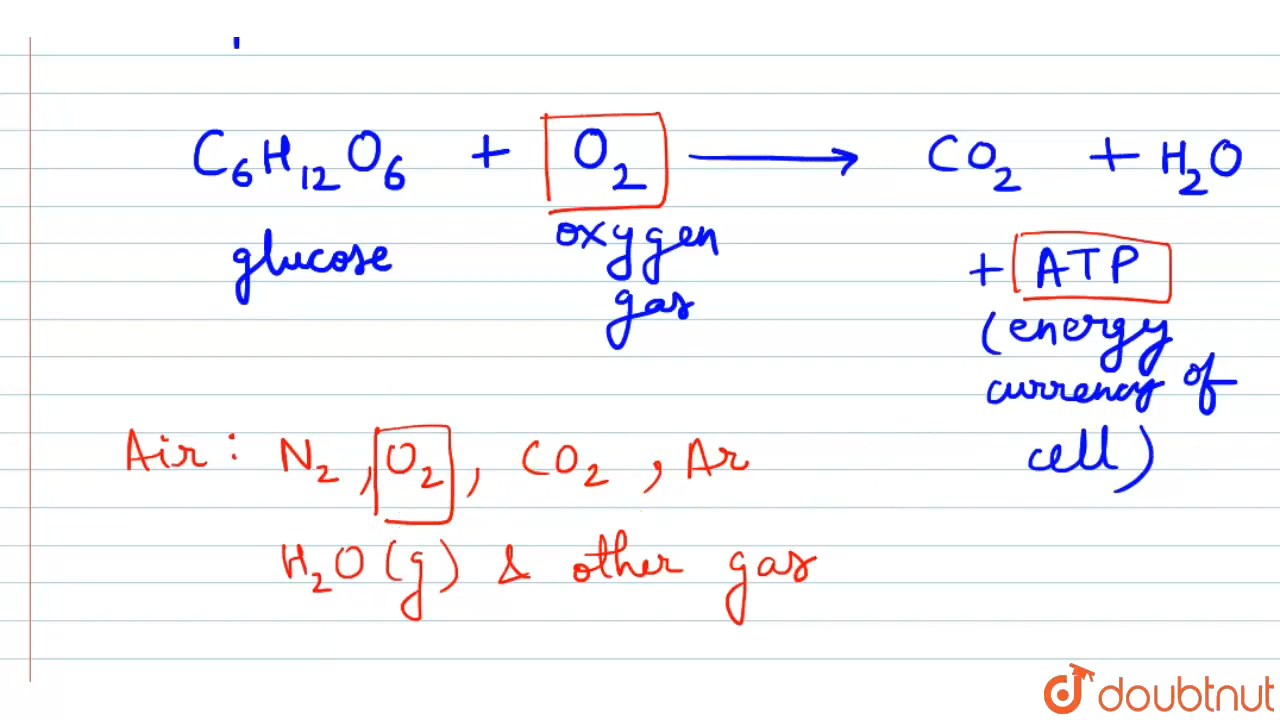 C₆H₁₂O₆ + O₂ → CO₂ + H₂O
glucose oxygen gas + ATP
(energy currency of cell)
Air : N₂, O₂, CO₂, Ar
H₂O(g) & other gas
doubtnut